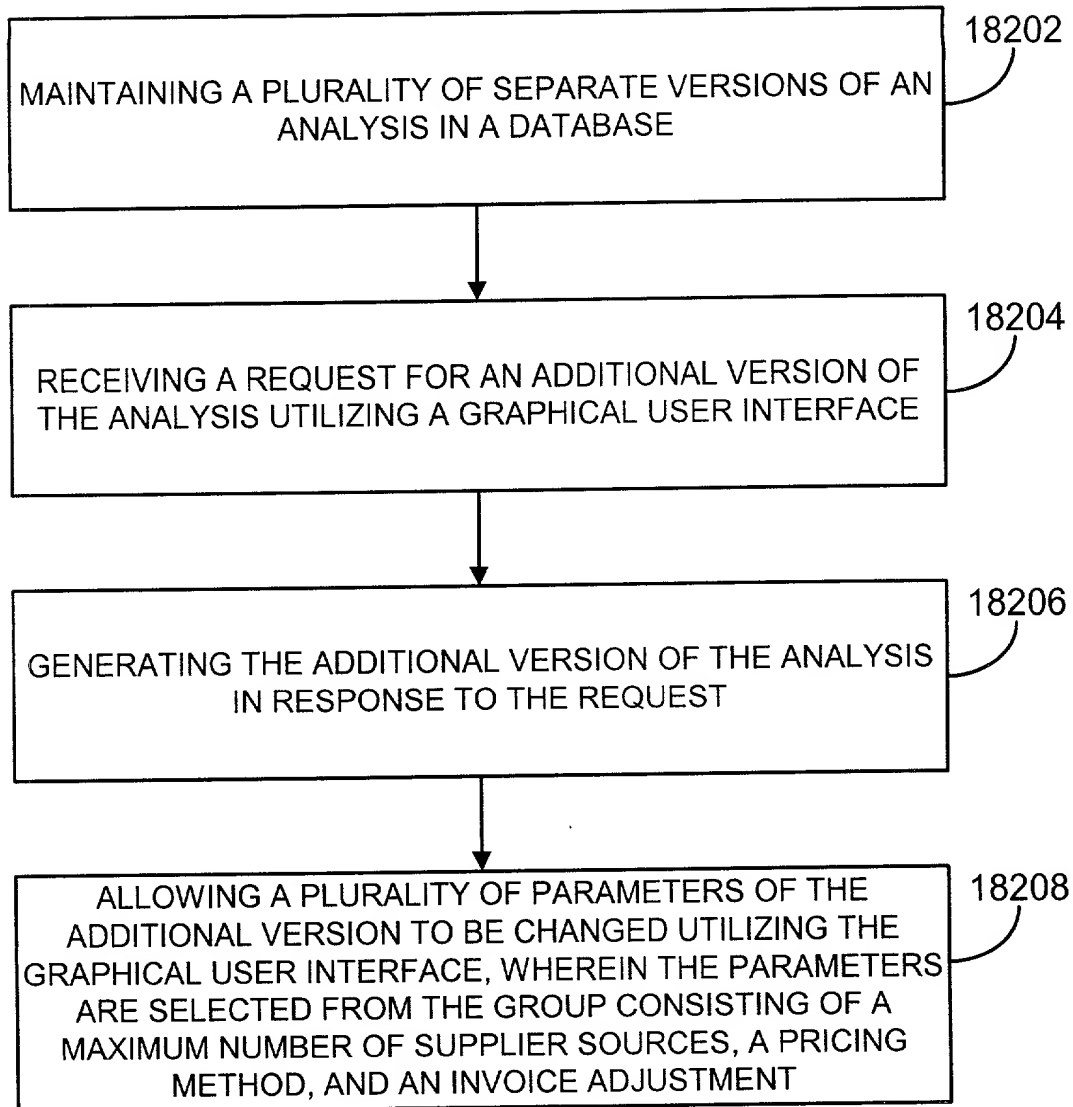 18202
MAINTAINING A PLURALITY OF SEPARATE VERSIONS OF AN
ANALYSIS IN A DATABASE
18204
RECEIVING A REQUEST FOR AN ADDITIONAL VERSION OF
THE ANALYSIS UTILIZING A GRAPHICAL USER INTERFACE
18206
GENERATING THE ADDITIONAL VERSION OF THE ANALYSIS
IN RESPONSE TO THE REQUEST
18208
ALLOWING A PLURALITY OF PARAMETERS OF THE
ADDITIONAL VERSION TO BE CHANGED UTILIZING THE
GRAPHICAL USER INTERFACE, WHEREIN THE PARAMETERS
ARE SELECTED FROM THE GROUP CONSISTING OF A
MAXIMUM NUMBER OF SUPPLIER SOURCES, A PRICING
METHOD, AND AN INVOICE ADJUSTMENT